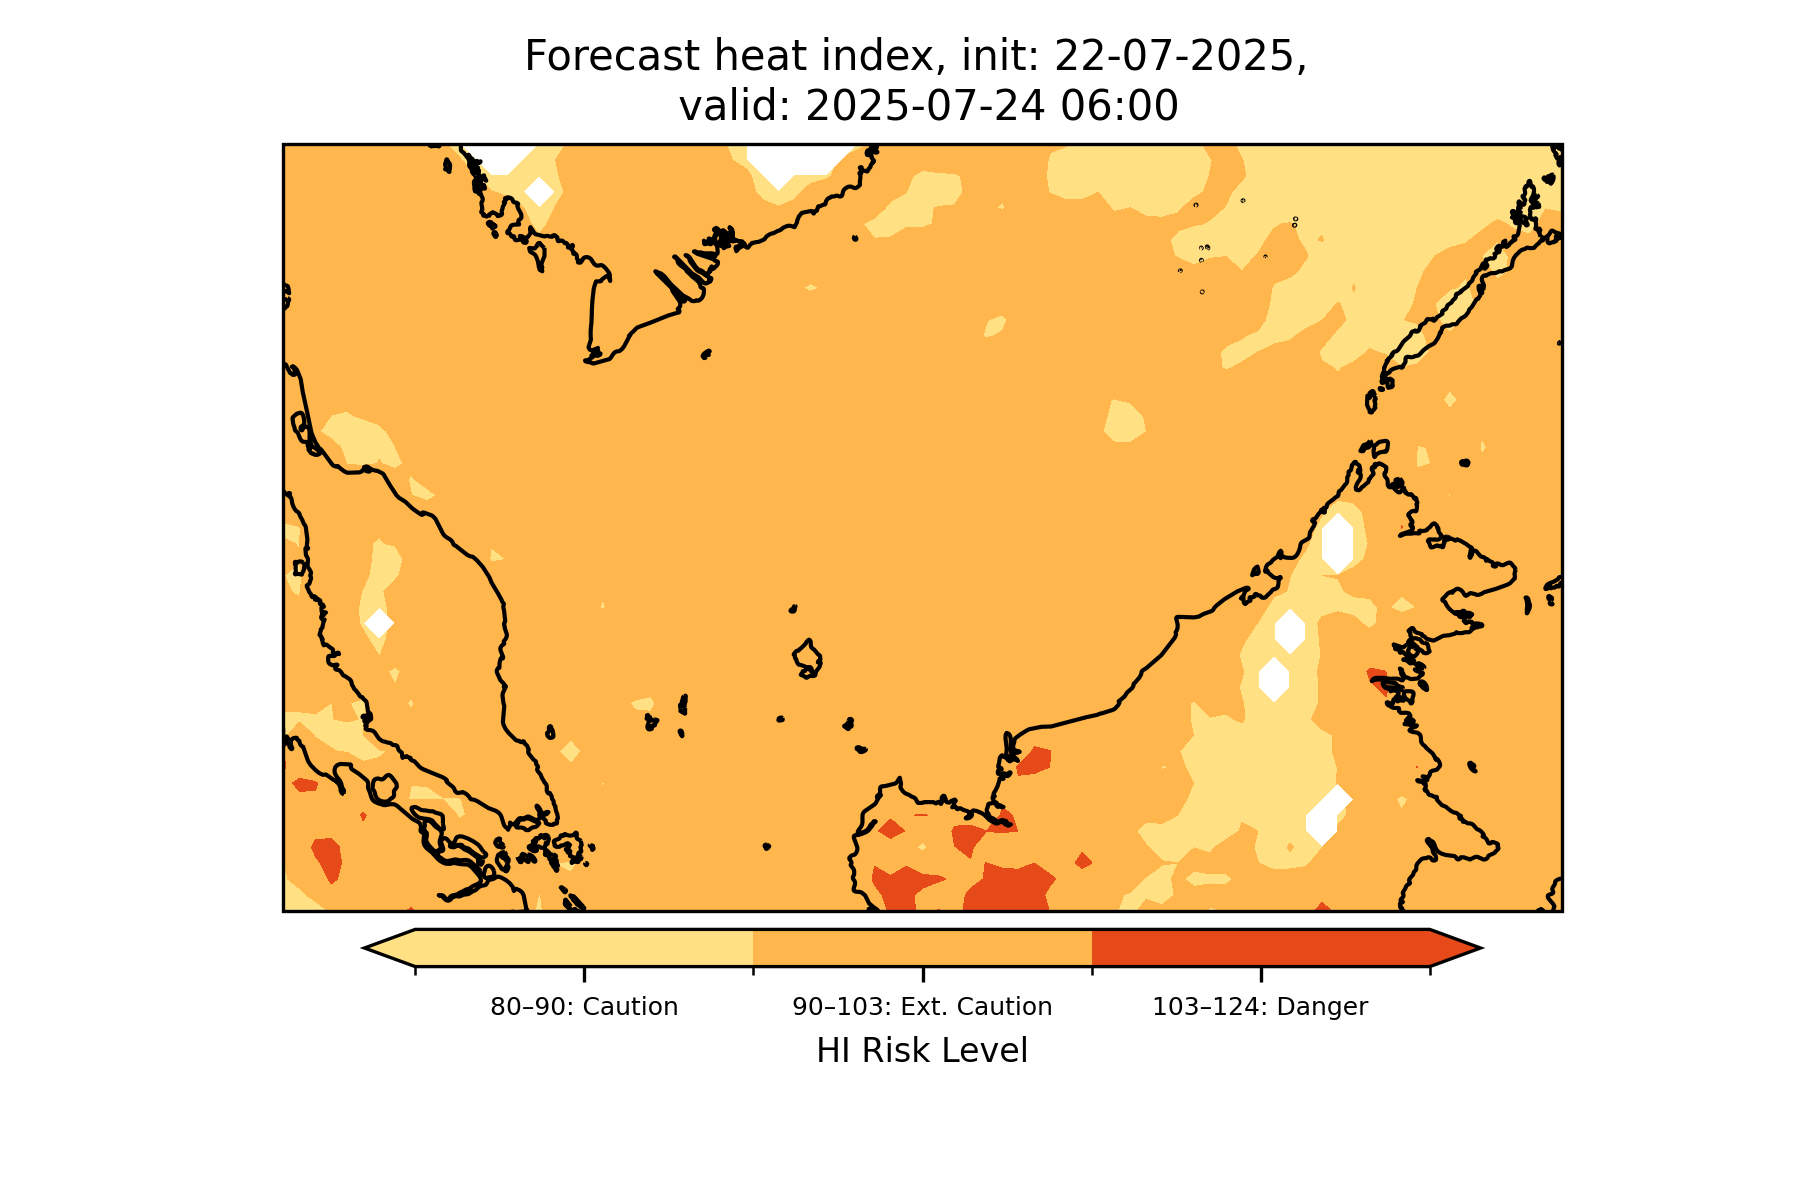 Forecast heat index, init: 22-07-2025,
valid: 2025-07-24 06:00
80–90: Caution
90–103: Ext. Caution
103–124: Danger
HI Risk Level